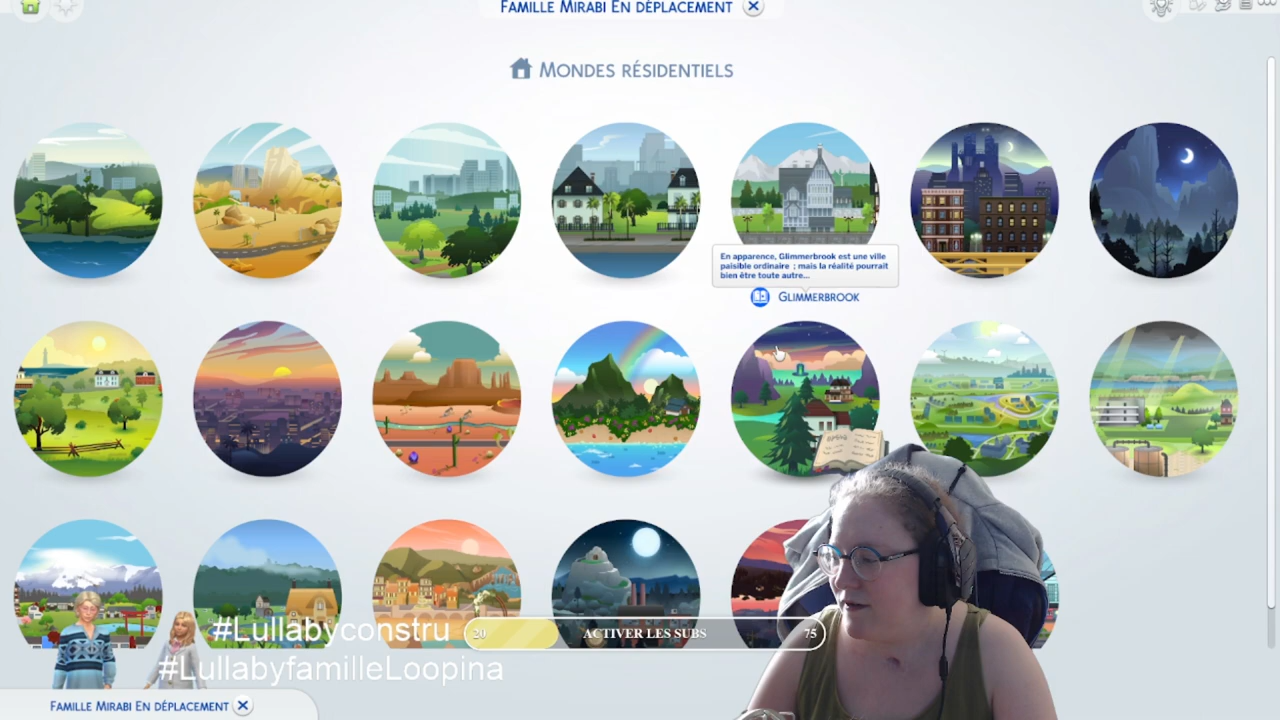 Famille Mirabi En déplacement
Mondes résidentiels
En apparence, Glimmerbrook est une ville
paisible ordinaire ; mais la réalité pourrait
bien être toute autre...
Glimmerbrook
#Lullabyconstru
20 ACTIVER LES SUBS 75
#LullabyfamilleLoopina
Famille Mirabi En déplacement